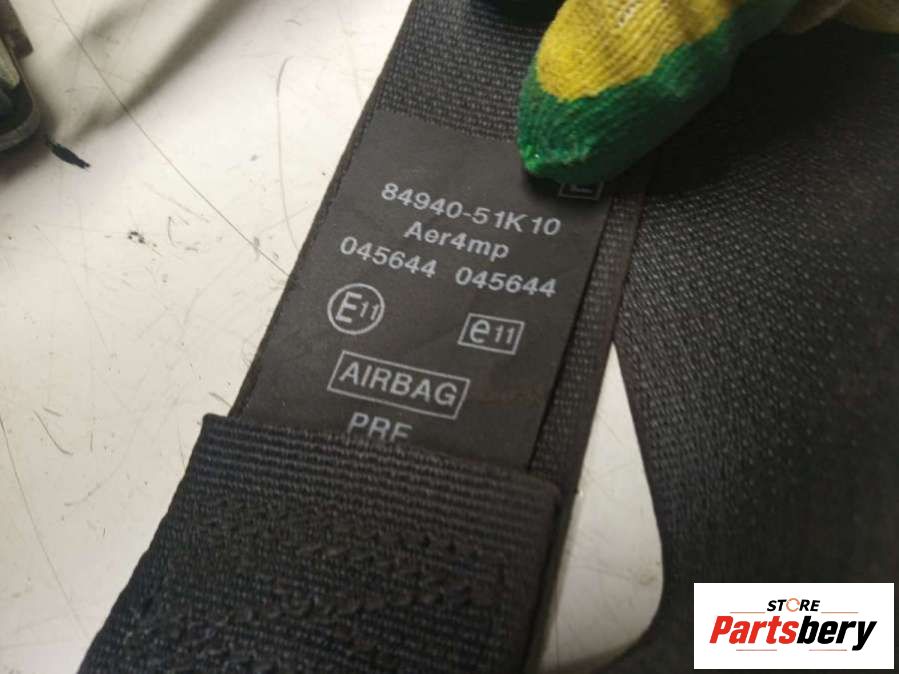 84940-51K10
Aer4mp
045644 045644
E11
e11
AIRBAG
PRE
STORE
Partsbery